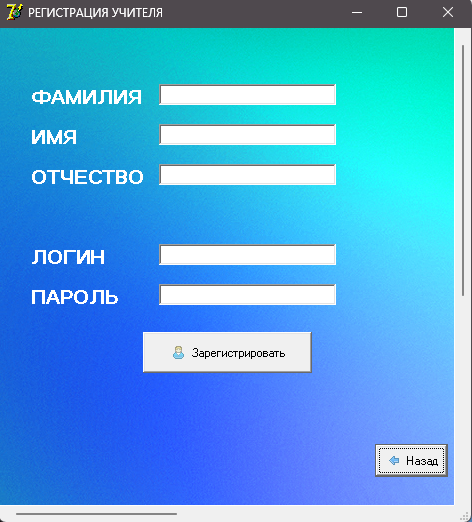 РЕГИСТРАЦИЯ УЧИТЕЛЯ
ФАМИЛИЯ
ИМЯ
ОТЧЕСТВО
ЛОГИН
ПАРОЛЬ
Зарегистрировать
Назад